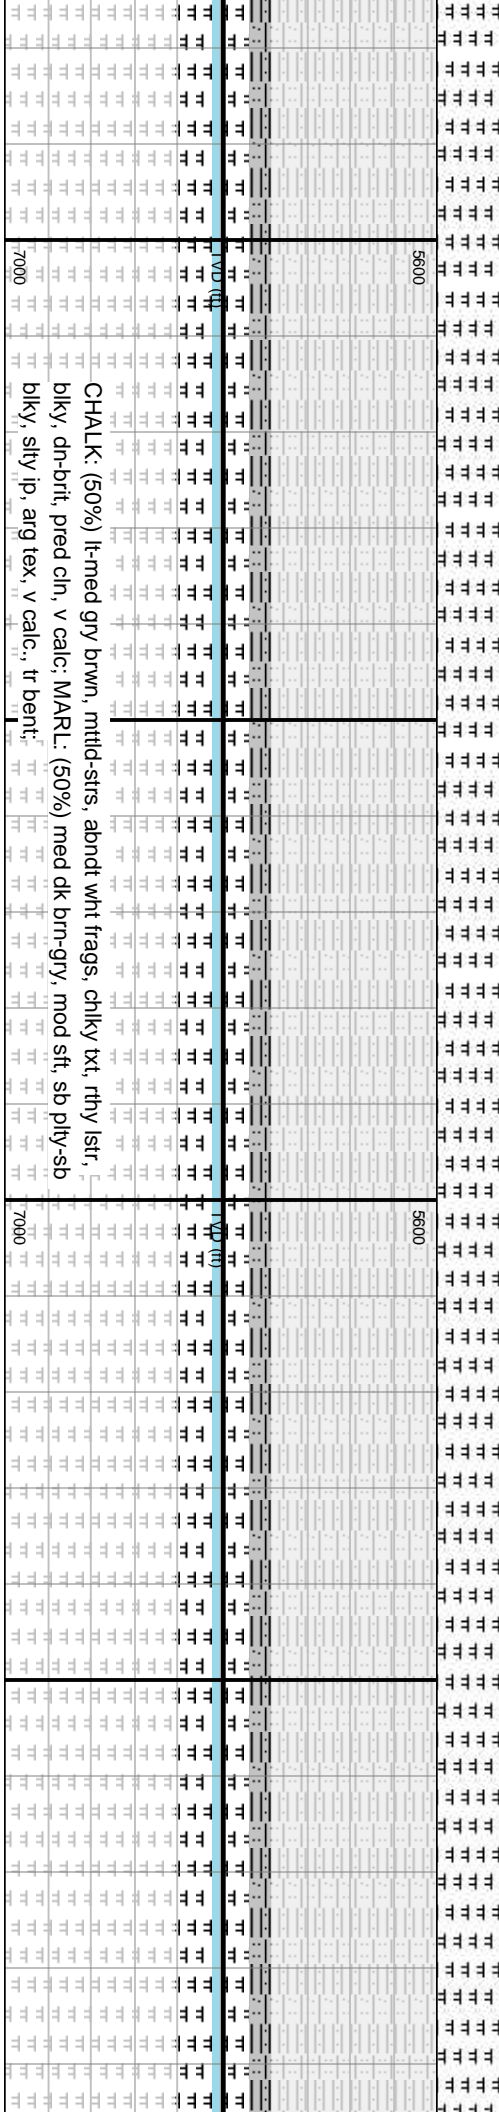 5600
TVD (ft)
7000
CHALK: (50%) lt-med gry brwn, mttld-strs, abndt wht frags, chlky txt, rthy lstr,
blky, dn-brit, pred cln, v calc; MARL: (50%) med dk brn-gry, mod sft, sb plty-sb
blky, slty ip, arg tex, v calc., tr bent;
5600
TVD (ft)
7000